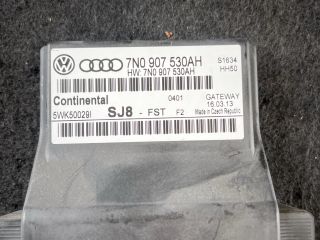 7N0 907 530AH S1634
HW: 7N0 907 530AH HH50
Continental 0401 GATEWAY
16.03.13
5WK50029I SJ8 - FST F2 Made in Czech Republic